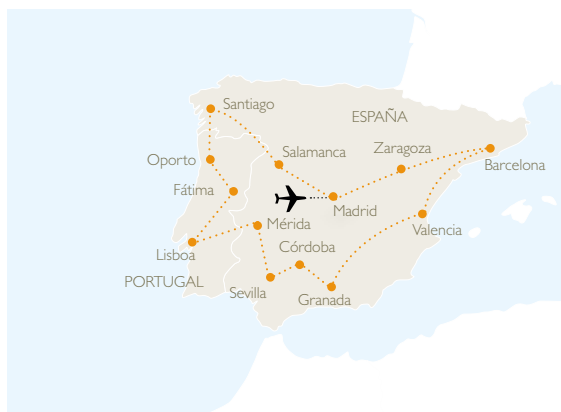 Santiago
ESPAÑA
Salamanca
Zaragoza
Oporto
Barcelona
Fátima
Madrid
Mérida
Valencia
Córdoba
Lisboa
PORTUGAL
Sevilla
Granada